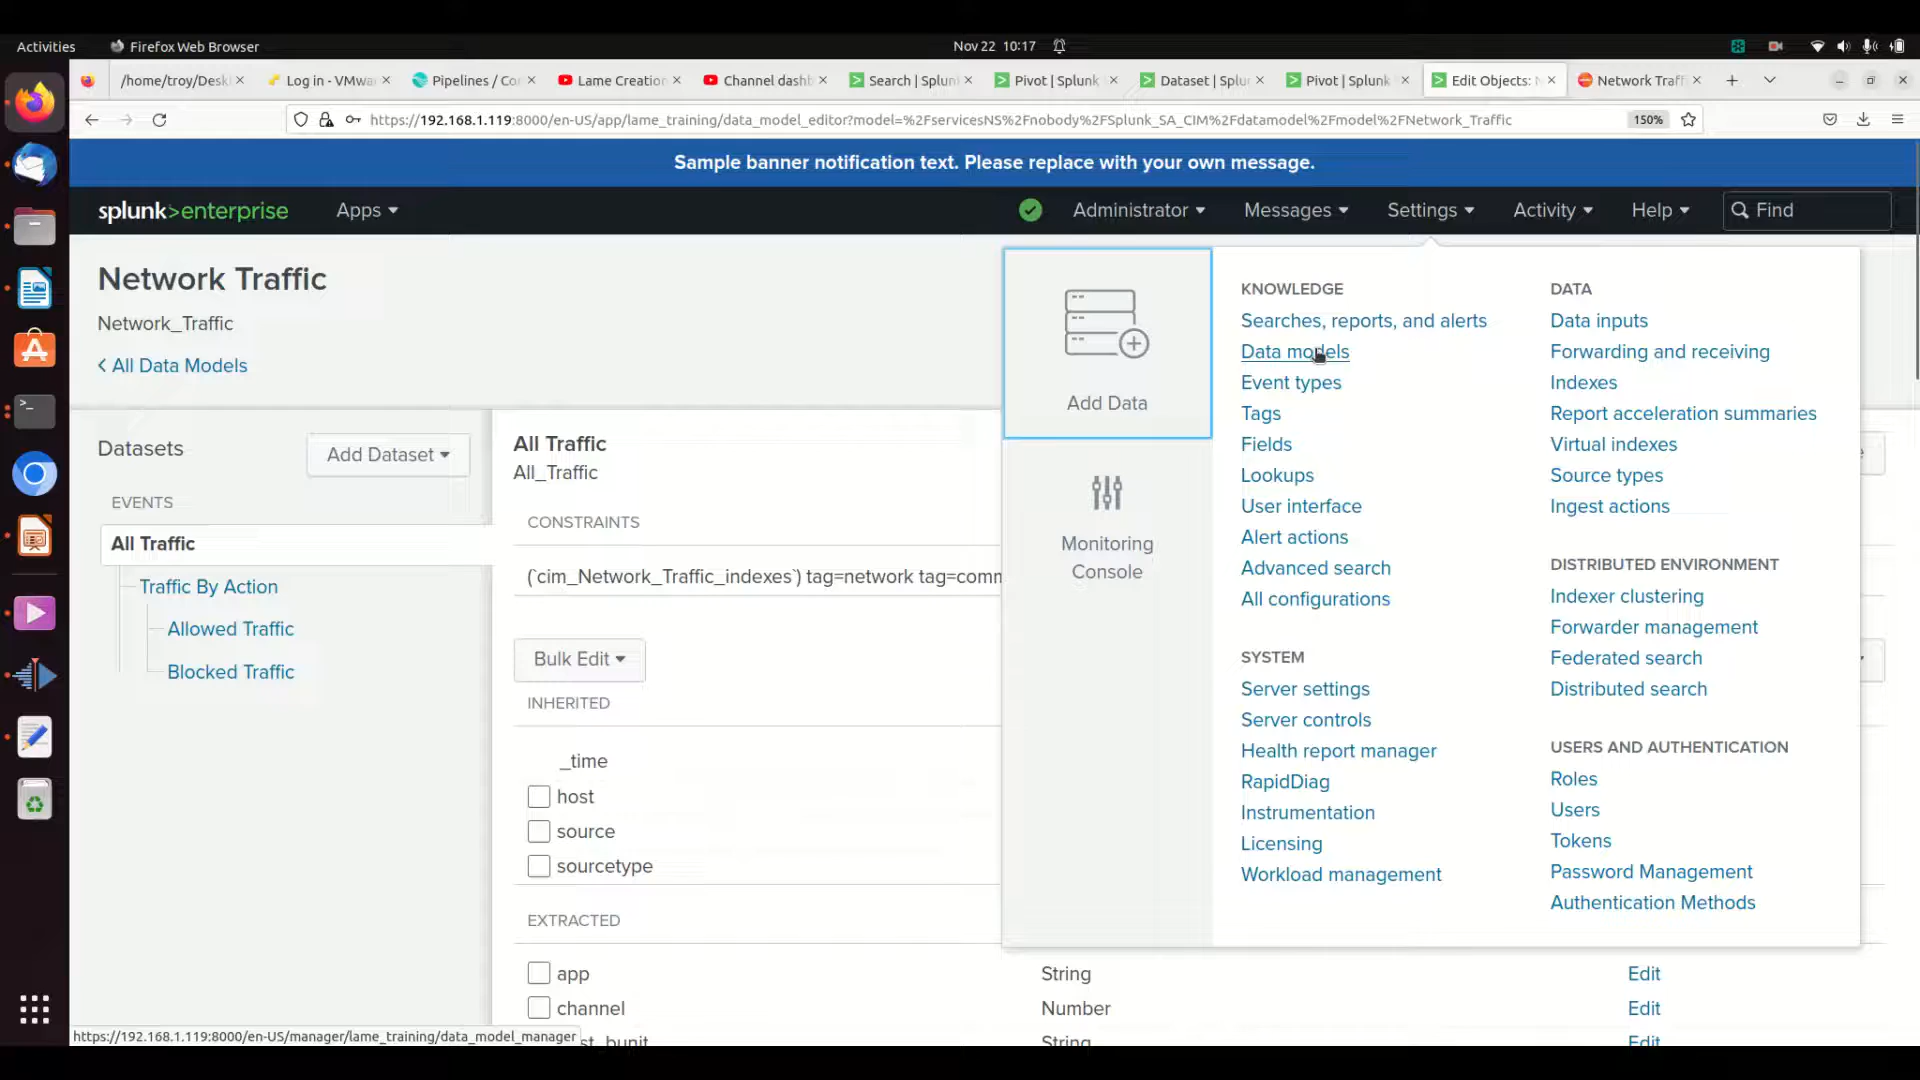 Activities
Firefox Web Browser
Nov 22 10:17
/home/troy/Desk
Log in - VMwa
Pipelines / Co
Lame Creation
Channel dashb
Search | Splun
Pivot | Splunk
Dataset | Splu
Pivot | Splunk
Edit Objects: N
Network Traff
https://192.168.1.119:8000/en-US/app/lame_training/data_model_editor?model=%2FservicesNS%2Fnobody%2FSplunk_SA_CIM%2Fdatamodel%2Fmodel%2FNetwork_Traffic
150%
Sample banner notification text. Please replace with your own message.
splunk>enterprise
Apps
Administrator
Messages
Settings
Activity
Help
Find
Network Traffic
Network_Traffic
< All Data Models
Datasets
Add Dataset
EVENTS
All Traffic
Traffic By Action
Allowed Traffic
Blocked Traffic
All Traffic
All_Traffic
CONSTRAINTS
(`cim_Network_Traffic_indexes`) tag=network tag=comm
Bulk Edit
INHERITED
_time
host
source
sourcetype
EXTRACTED
app
String
Edit
channel
Number
Edit
st_bunit
String
Edit
Add Data
Monitoring
Console
KNOWLEDGE
Searches, reports, and alerts
Data models
Event types
Tags
Fields
Lookups
User interface
Alert actions
Advanced search
All configurations
SYSTEM
Server settings
Server controls
Health report manager
RapidDiag
Instrumentation
Licensing
Workload management
DATA
Data inputs
Forwarding and receiving
Indexes
Report acceleration summaries
Virtual indexes
Source types
Ingest actions
DISTRIBUTED ENVIRONMENT
Indexer clustering
Forwarder management
Federated search
Distributed search
USERS AND AUTHENTICATION
Roles
Users
Tokens
Password Management
Authentication Methods
https://192.168.1.119:8000/en-US/manager/lame_training/data_model_manager